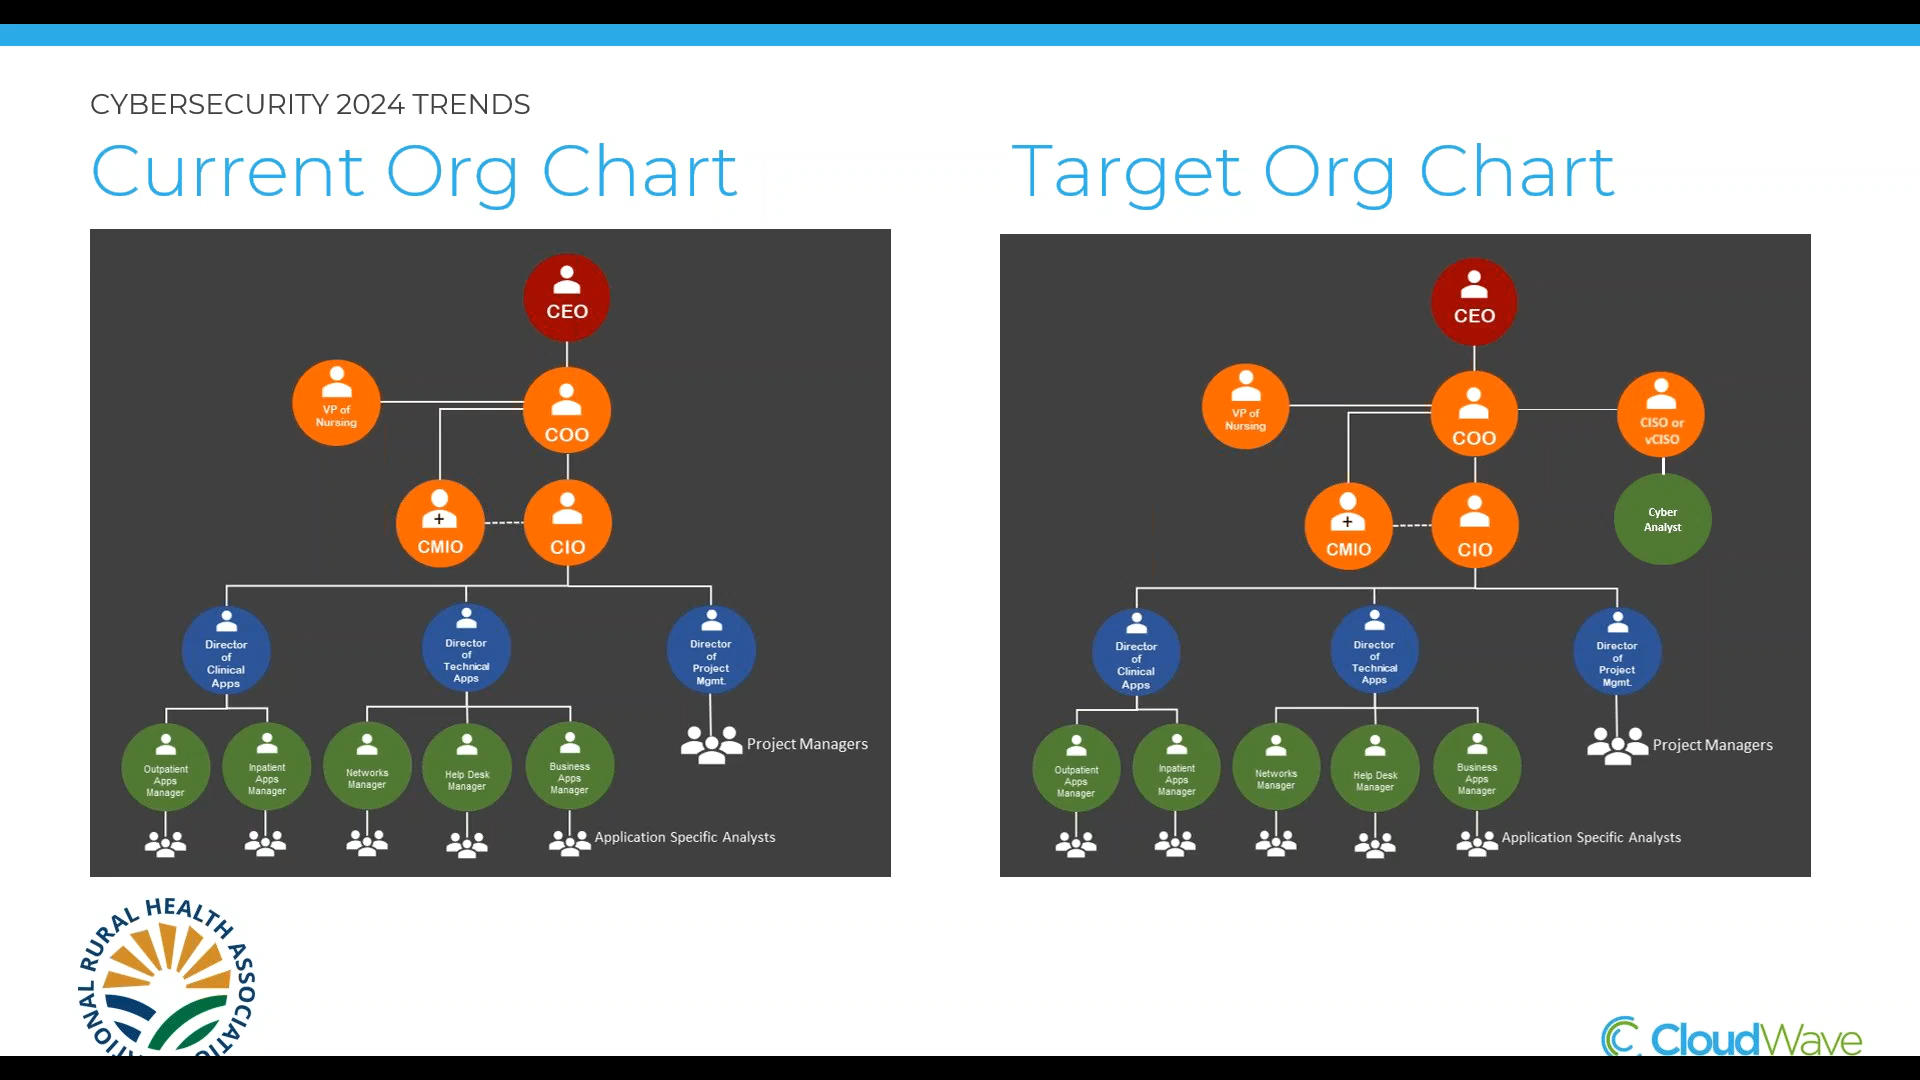 CYBERSECURITY 2024 TRENDS
Current Org Chart
Target Org Chart
CEO
VP of
Nursing
COO
CMIO
CIO
Director
of
Clinical
Apps
Director
of
Technical
Apps
Director
of
Project
Mgmt.
Project Managers
Outpatient
Apps
Manager
Inpatient
Apps
Manager
Networks
Manager
Help Desk
Manager
Business
Apps
Manager
Application Specific Analysts
CEO
VP of
Nursing
COO
CISO or
vCISO
Cyber
Analyst
CMIO
CIO
Director
of
Clinical
Apps
Director
of
Technical
Apps
Director
of
Project
Mgmt.
Project Managers
Outpatient
Apps
Manager
Inpatient
Apps
Manager
Networks
Manager
Help Desk
Manager
Business
Apps
Manager
Application Specific Analysts
RURAL HEALTH
CloudWave